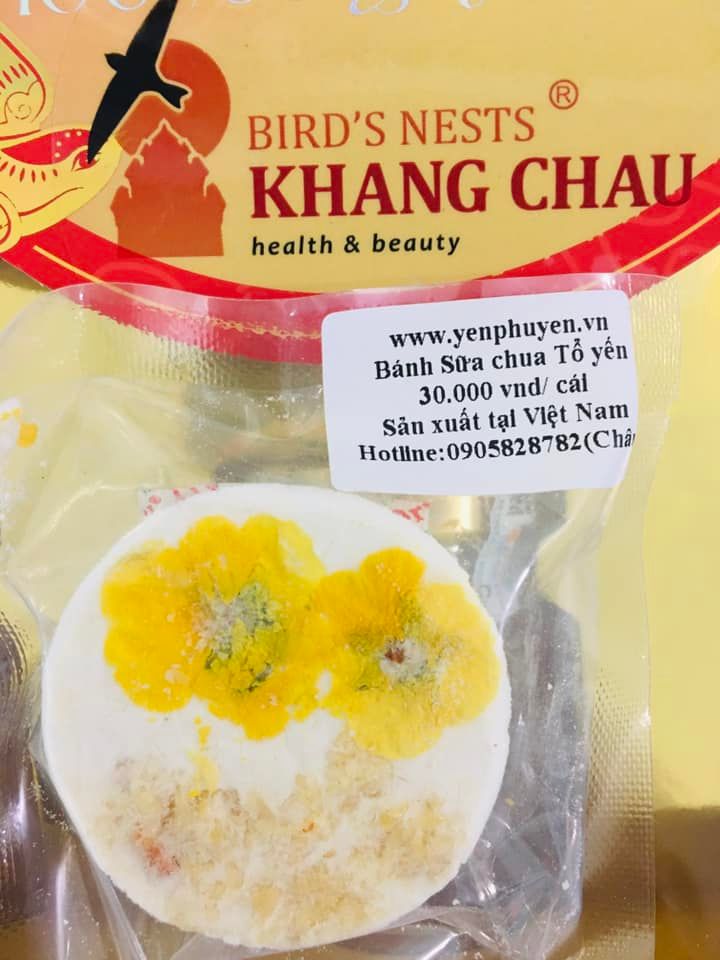 BIRD'S NESTS ®
KHANG CHAU
health & beauty
www.yenphuyen.vn
Bánh Sữa chua Tổ yến
30.000 vnd/ cái
Sản xuất tại Việt Nam
Hotline:0905828782(Châu